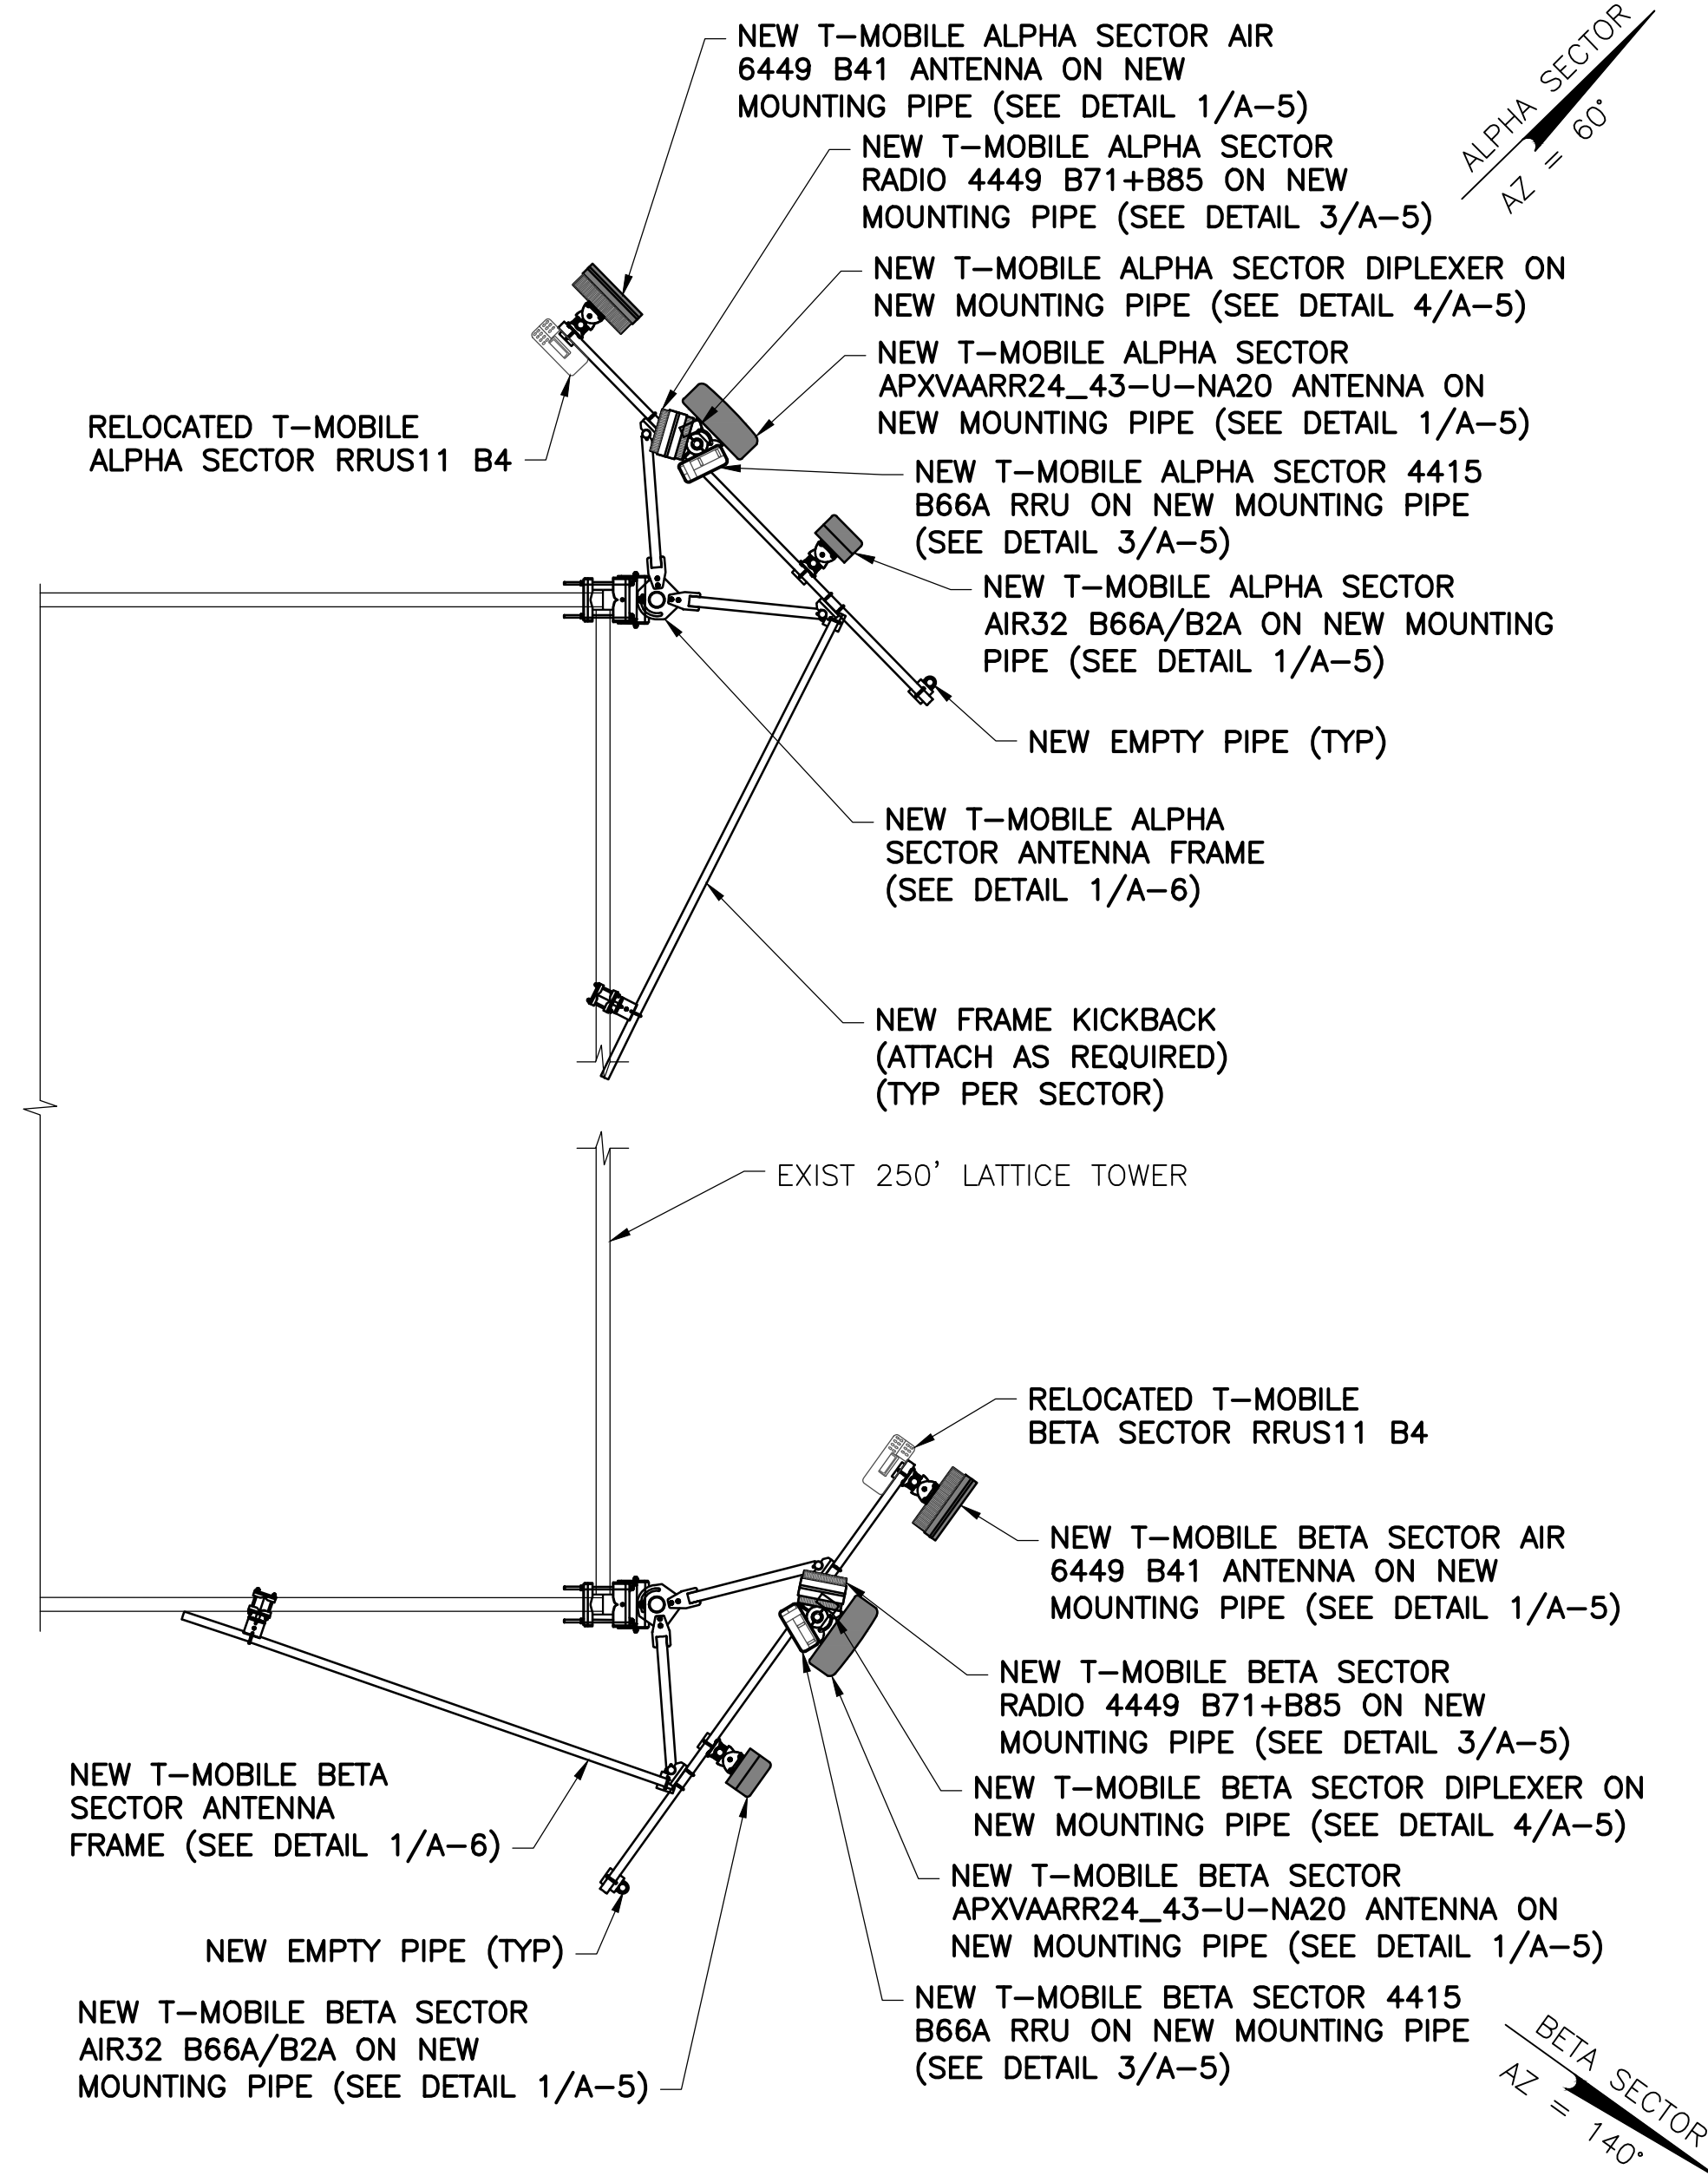 NEW T-MOBILE ALPHA SECTOR AIR
6449 B41 ANTENNA ON NEW
MOUNTING PIPE (SEE DETAIL 1/A-5)
ALPHA SECTOR
AZ = 60°
NEW T-MOBILE ALPHA SECTOR
RADIO 4449 B71+B85 ON NEW
MOUNTING PIPE (SEE DETAIL 3/A-5)
NEW T-MOBILE ALPHA SECTOR DIPLEXER ON
NEW MOUNTING PIPE (SEE DETAIL 4/A-5)
NEW T-MOBILE ALPHA SECTOR
APXVAARR24_43-U-NA20 ANTENNA ON
NEW MOUNTING PIPE (SEE DETAIL 1/A-5)
RELOCATED T-MOBILE
ALPHA SECTOR RRUS11 B4
NEW T-MOBILE ALPHA SECTOR 4415
B66A RRU ON NEW MOUNTING PIPE
(SEE DETAIL 3/A-5)
NEW T-MOBILE ALPHA SECTOR
AIR32 B66A/B2A ON NEW MOUNTING
PIPE (SEE DETAIL 1/A-5)
NEW EMPTY PIPE (TYP)
NEW T-MOBILE ALPHA
SECTOR ANTENNA FRAME
(SEE DETAIL 1/A-6)
NEW FRAME KICKBACK
(ATTACH AS REQUIRED)
(TYP PER SECTOR)
EXIST 250' LATTICE TOWER
RELOCATED T-MOBILE
BETA SECTOR RRUS11 B4
NEW T-MOBILE BETA SECTOR AIR
6449 B41 ANTENNA ON NEW
MOUNTING PIPE (SEE DETAIL 1/A-5)
NEW T-MOBILE BETA SECTOR
RADIO 4449 B71+B85 ON NEW
MOUNTING PIPE (SEE DETAIL 3/A-5)
NEW T-MOBILE BETA
SECTOR ANTENNA
FRAME (SEE DETAIL 1/A-6)
NEW T-MOBILE BETA SECTOR DIPLEXER ON
NEW MOUNTING PIPE (SEE DETAIL 4/A-5)
NEW T-MOBILE BETA SECTOR
APXVAARR24_43-U-NA20 ANTENNA ON
NEW MOUNTING PIPE (SEE DETAIL 1/A-5)
NEW EMPTY PIPE (TYP)
NEW T-MOBILE BETA SECTOR
AIR32 B66A/B2A ON NEW
MOUNTING PIPE (SEE DETAIL 1/A-5)
NEW T-MOBILE BETA SECTOR 4415
B66A RRU ON NEW MOUNTING PIPE
(SEE DETAIL 3/A-5)
BETA SECTOR
AZ = 140°